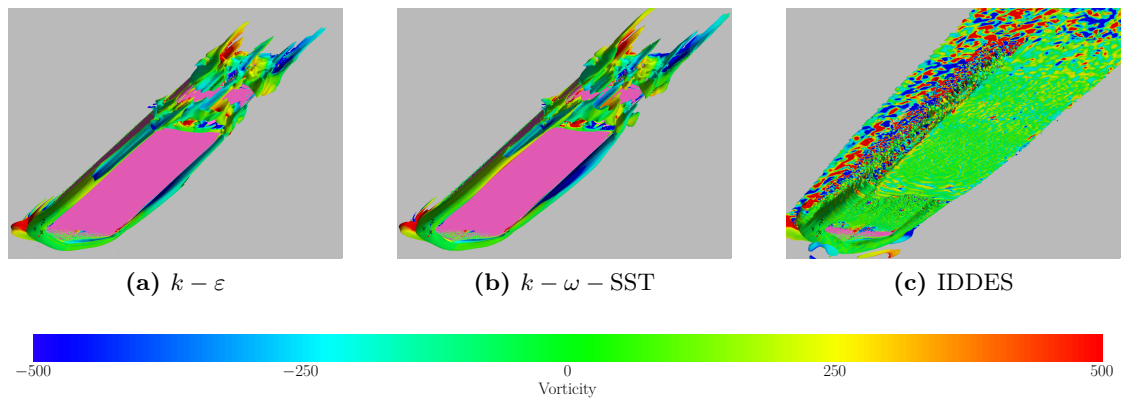 (a) k − ε
(b) k − ω − SST
(c) IDDES
−500
−250
0
250
500
Vorticity